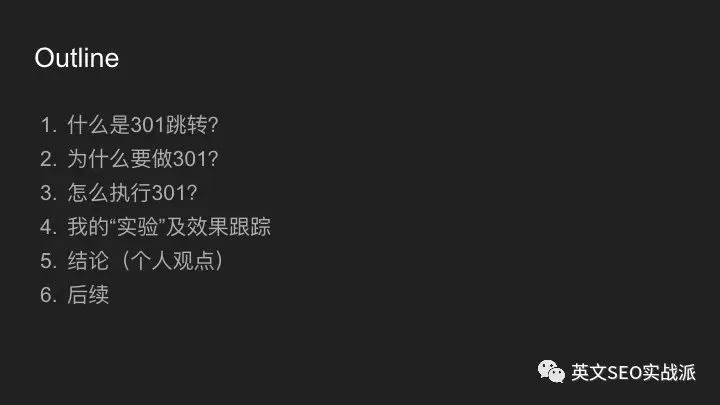 Outline
1. 什么是301跳转?
2. 为什么要做301?
3. 怎么执行301?
4. 我的“实验”及效果跟踪
5. 结论（个人观点）
6. 后续
英文SEO实战派